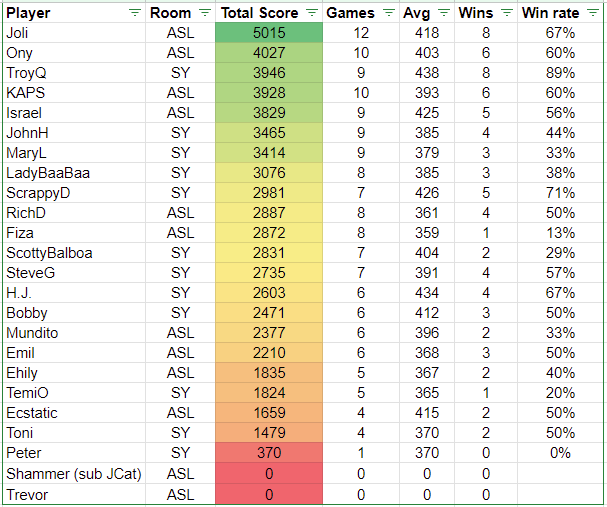 Player Room Total Score Games Avg Wins Win rate
Joli ASL 5015 12 418 8 67%
Ony ASL 4027 10 403 6 60%
TroyQ SY 3946 9 438 8 89%
KAPS ASL 3928 10 393 6 60%
Israel ASL 3829 9 425 5 56%
JohnH SY 3465 9 385 4 44%
MaryL SY 3414 9 379 3 33%
LadyBaaBaa SY 3076 8 385 3 38%
ScrappyD SY 2981 7 426 5 71%
RichD ASL 2887 8 361 4 50%
Fiza ASL 2872 8 359 1 13%
ScottyBalboa SY 2831 7 404 2 29%
SteveG SY 2735 7 391 4 57%
H.J. SY 2603 6 434 4 67%
Bobby SY 2471 6 412 3 50%
Mundito ASL 2377 6 396 2 33%
Emil ASL 2210 6 368 3 50%
Ehily ASL 1835 5 367 2 40%
TemiO SY 1824 5 365 1 20%
Ecstatic ASL 1659 4 415 2 50%
Toni SY 1479 4 370 2 50%
Peter SY 370 1 370 0 0%
Shammer (sub JCat) ASL 0 0 0 0
Trevor ASL 0 0 0 0